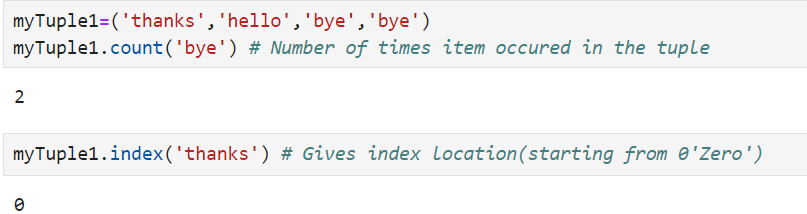 myTuple1=('thanks','hello','bye','bye')
myTuple1.count('bye') # Number of times item occured in the tuple
2
myTuple1.index('thanks') # Gives index location(starting from 0'Zero')
0